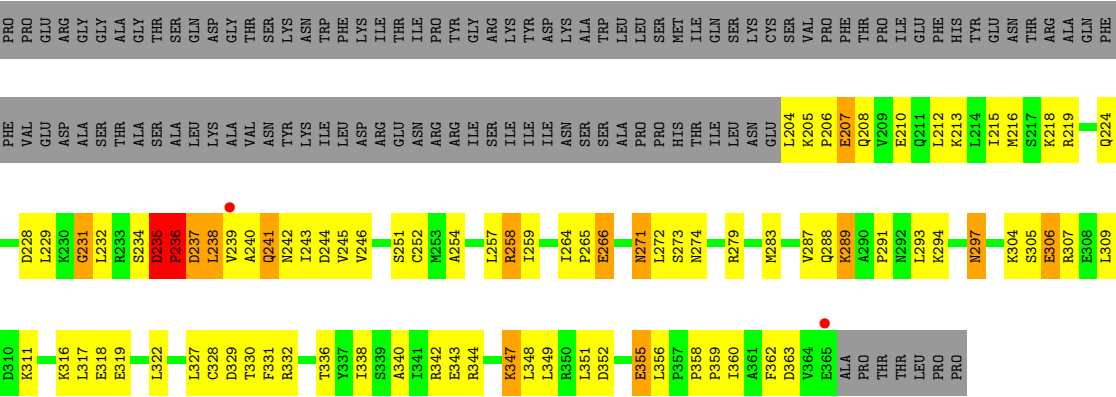 PRO PRO GLU ARG GLY GLY ALA GLY THR SER GLN ASP GLY THR SER LYS ASN ILE TRP PHE LYS ILE THR ILE PRO TYR GLY ARG LYS TYR ASP LYS ALA TRP LEU LEU SER MET ILE GLN SER LYS CYS SER VAL PRO PHE THR PRO ILE GLU PHE HIS TYR GLU ASN THR ARG ALA GLN PHE
PHE VAL GLU ASP ALA SER THR ALA SER ALA LEU LYS ALA VAL ASN TYR LYS ILE LEU ASP ARG GLU ASN ARG ARG ILE SER ILE ILE ILE ASN SER SER ALA PRO PRO HIS THR ILE LEU ASN GLU L204 K205 P206 E207 Q208 V209 E210 Q211 L212 K213 L214 I215 M216 S217 K218 R219 Q224
D228 L229 K230 G231 L232 R233 S234 D235 P236 D237 L238 V239 A240 Q241 N242 I243 D244 V245 V246 S251 C252 M253 A254 L257 R258 I259 I264 P265 E266 N271 L272 S273 N274 R279 M283 V287 Q288 K289 A290 P291 N292 L293 K294 N297 K304 S305 E306 R307 E308 L309
D310 K311 K316 L317 E318 E319 L322 L327 C328 D329 T330 F331 R332 T336 Y337 I338 S339 A340 I341 R342 E343 R344 K347 L348 L349 R350 L351 D352 E355 L356 P357 P358 P359 I360 A361 F362 D363 V364 E365 ALA PRO THR THR LEU PRO PRO